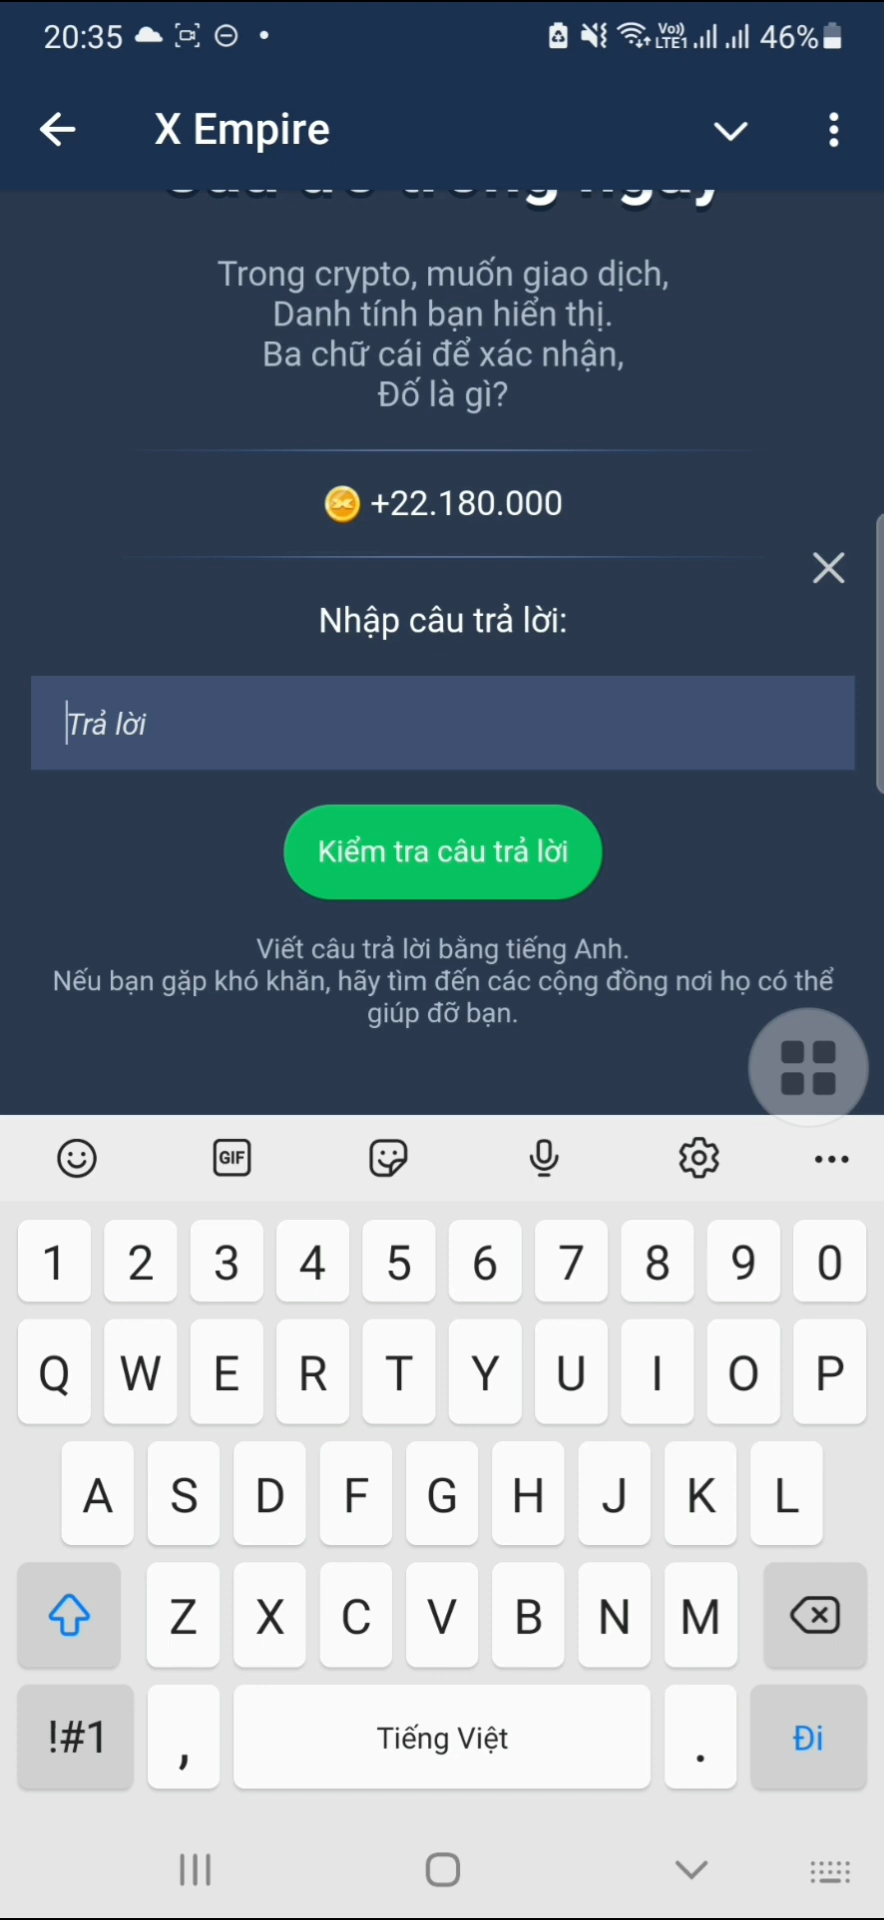 20:35
Vo)) LTE1 46%
X Empire
Trong crypto, muốn giao dịch,
Danh tính bạn hiển thị.
Ba chữ cái để xác nhận,
Đố là gì?
+22.180.000
Nhập câu trả lời:
Trả lời
Kiểm tra câu trả lời
Viết câu trả lời bằng tiếng Anh.
Nếu bạn gặp khó khăn, hãy tìm đến các cộng đồng nơi họ có thể
giúp đỡ bạn.
GIF
1 2 3 4 5 6 7 8 9 0
Q W E R T Y U I O P
A S D F G H J K L
Z X C V B N M
!#1 , Tiếng Việt . Đi